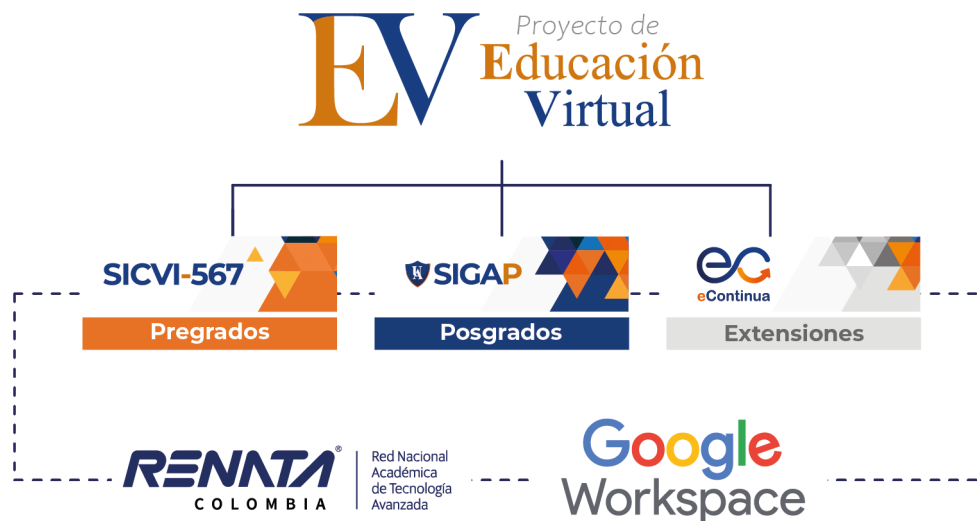 EV
Proyecto de
Educación
Virtual
SICVI-567
Pregrados
SIGAP
Posgrados
eC
eContinua
Extensiones
RENATA®
COLOMBIA
Red Nacional
Académica
de Tecnología
Avanzada
Google
Workspace